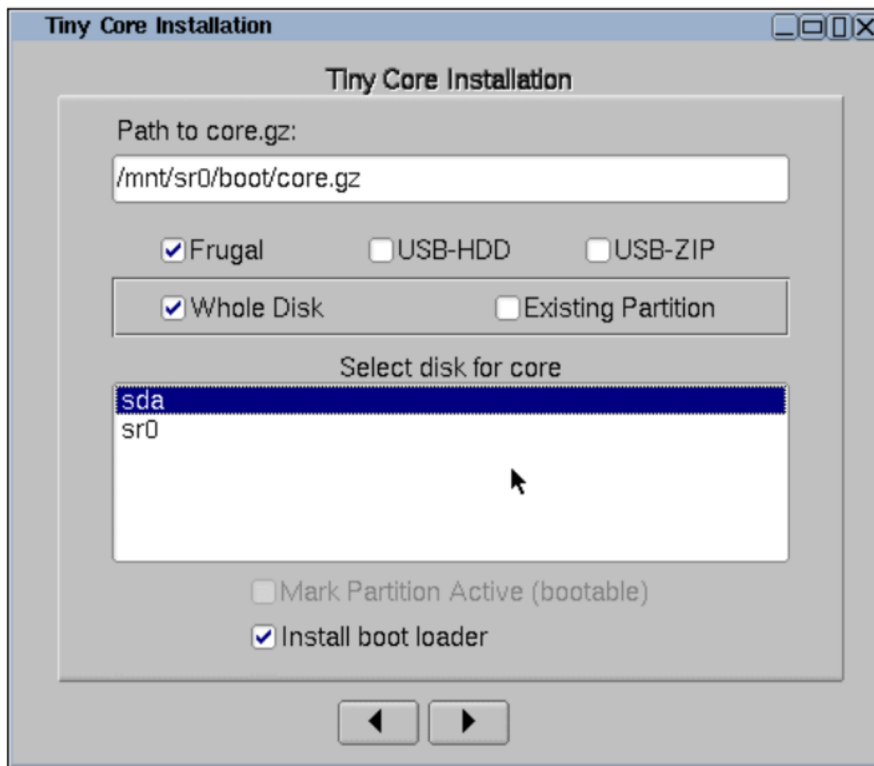 Tiny Core Installation
Tiny Core Installation
Path to core.gz:
/mnt/sr0/boot/core.gz
Frugal USB-HDD USB-ZIP
Whole Disk Existing Partition
Select disk for core
sda
sr0
Mark Partition Active (bootable)
Install boot loader